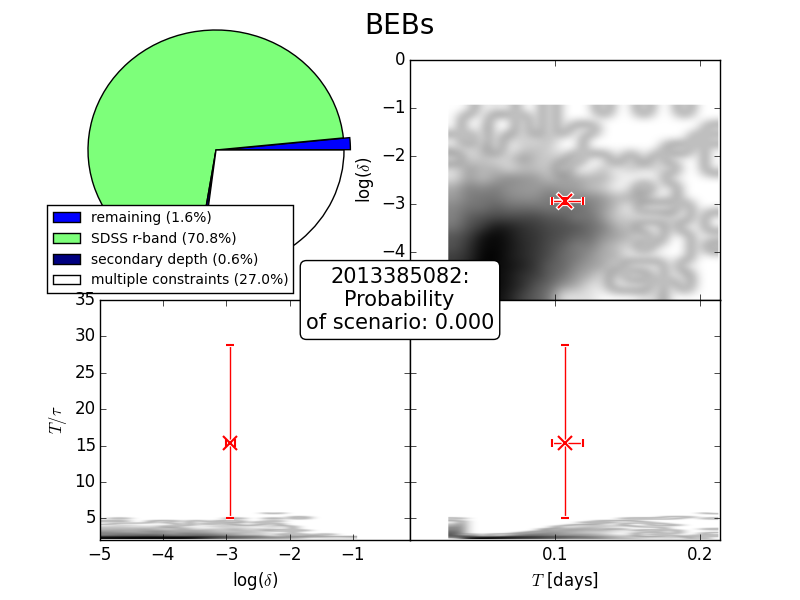 BEBs
remaining (1.6%)
SDSS r-band (70.8%)
secondary depth (0.6%)
multiple constraints (27.0%)
0
−1
−2
−3
−4
log(δ)
2013385082:
Probability
of scenario: 0.000
35
30
25
20
15
10
5
T/τ
−5 −4 −3 −2 −1
log(δ)
0.1 0.2
T [days]